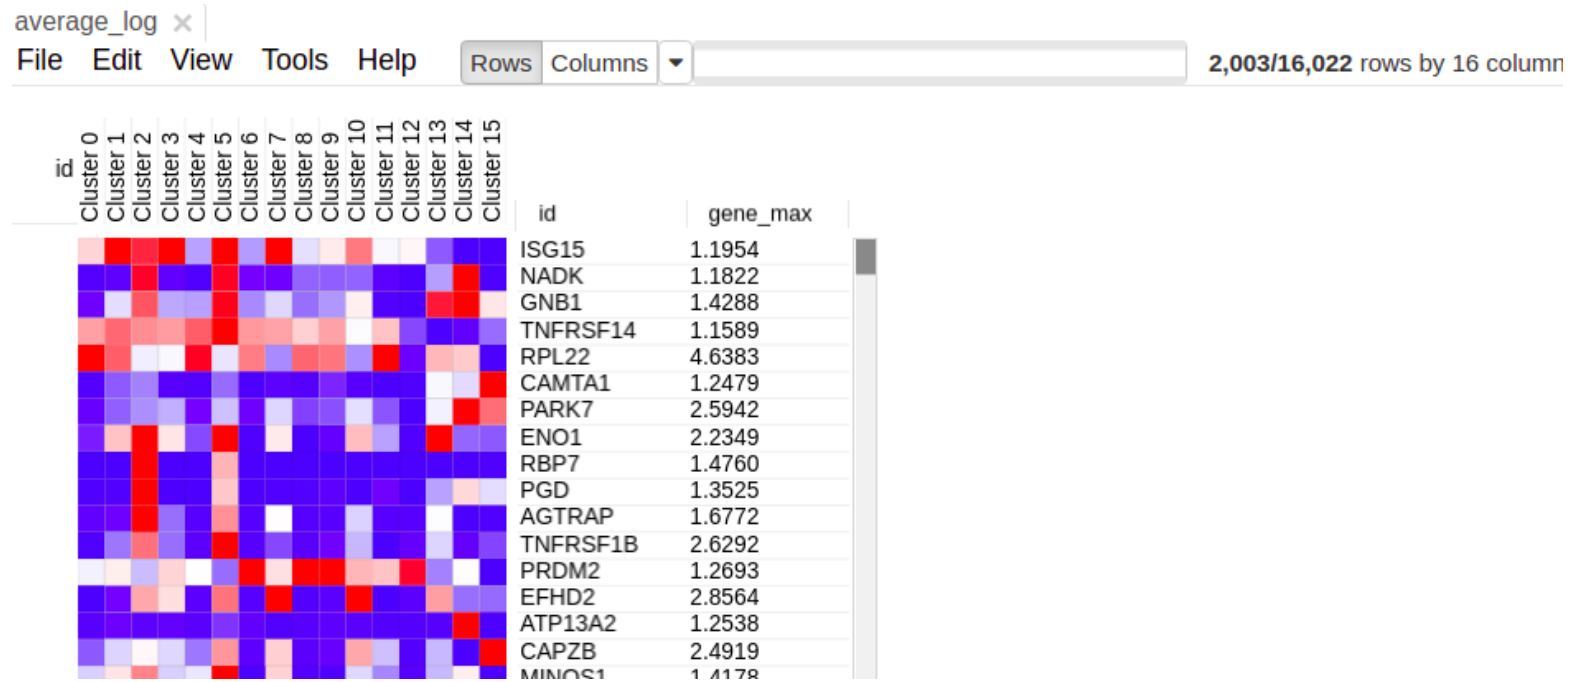 average_log ×
File Edit View Tools Help Rows Columns 2,003/16,022 rows by 16 column
id Cluster 0 Cluster 1 Cluster 2 Cluster 3 Cluster 4 Cluster 5 Cluster 6 Cluster 7 Cluster 8 Cluster 9 Cluster 10 Cluster 11 Cluster 12 Cluster 13 Cluster 14 Cluster 15
id gene_max
ISG15 1.1954
NADK 1.1822
GNB1 1.4288
TNFRSF14 1.1589
RPL22 4.6383
CAMTA1 1.2479
PARK7 2.5942
ENO1 2.2349
RBP7 1.4760
PGD 1.3525
AGTRAP 1.6772
TNFRSF1B 2.6292
PRDM2 1.2693
EFHD2 2.8564
ATP13A2 1.2538
CAPZB 2.4919
MINOS1 1.4178